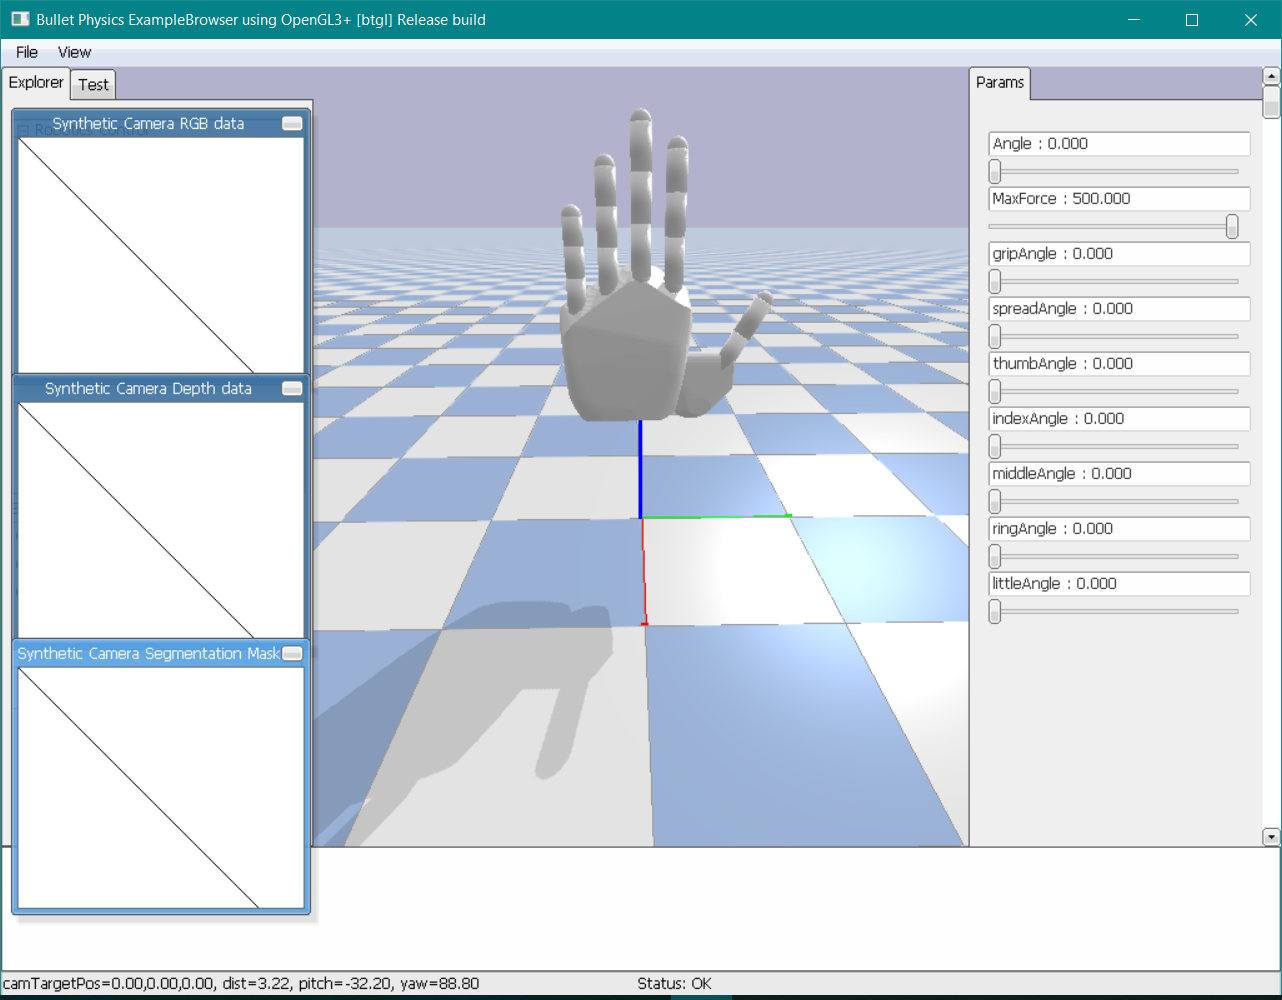 Bullet Physics ExampleBrowser using OpenGL3+ [btgl] Release build
File View
Explorer Test
Params
Robotics Control
Synthetic Camera RGB data
Synthetic Camera Depth data
Synthetic Camera Segmentation Mask
Angle : 0.000
MaxForce : 500.000
gripAngle : 0.000
spreadAngle : 0.000
thumbAngle : 0.000
indexAngle : 0.000
middleAngle : 0.000
ringAngle : 0.000
littleAngle : 0.000
camTargetPos=0.00,0.00,0.00, dist=3.22, pitch=-32.20, yaw=88.80
Status: OK